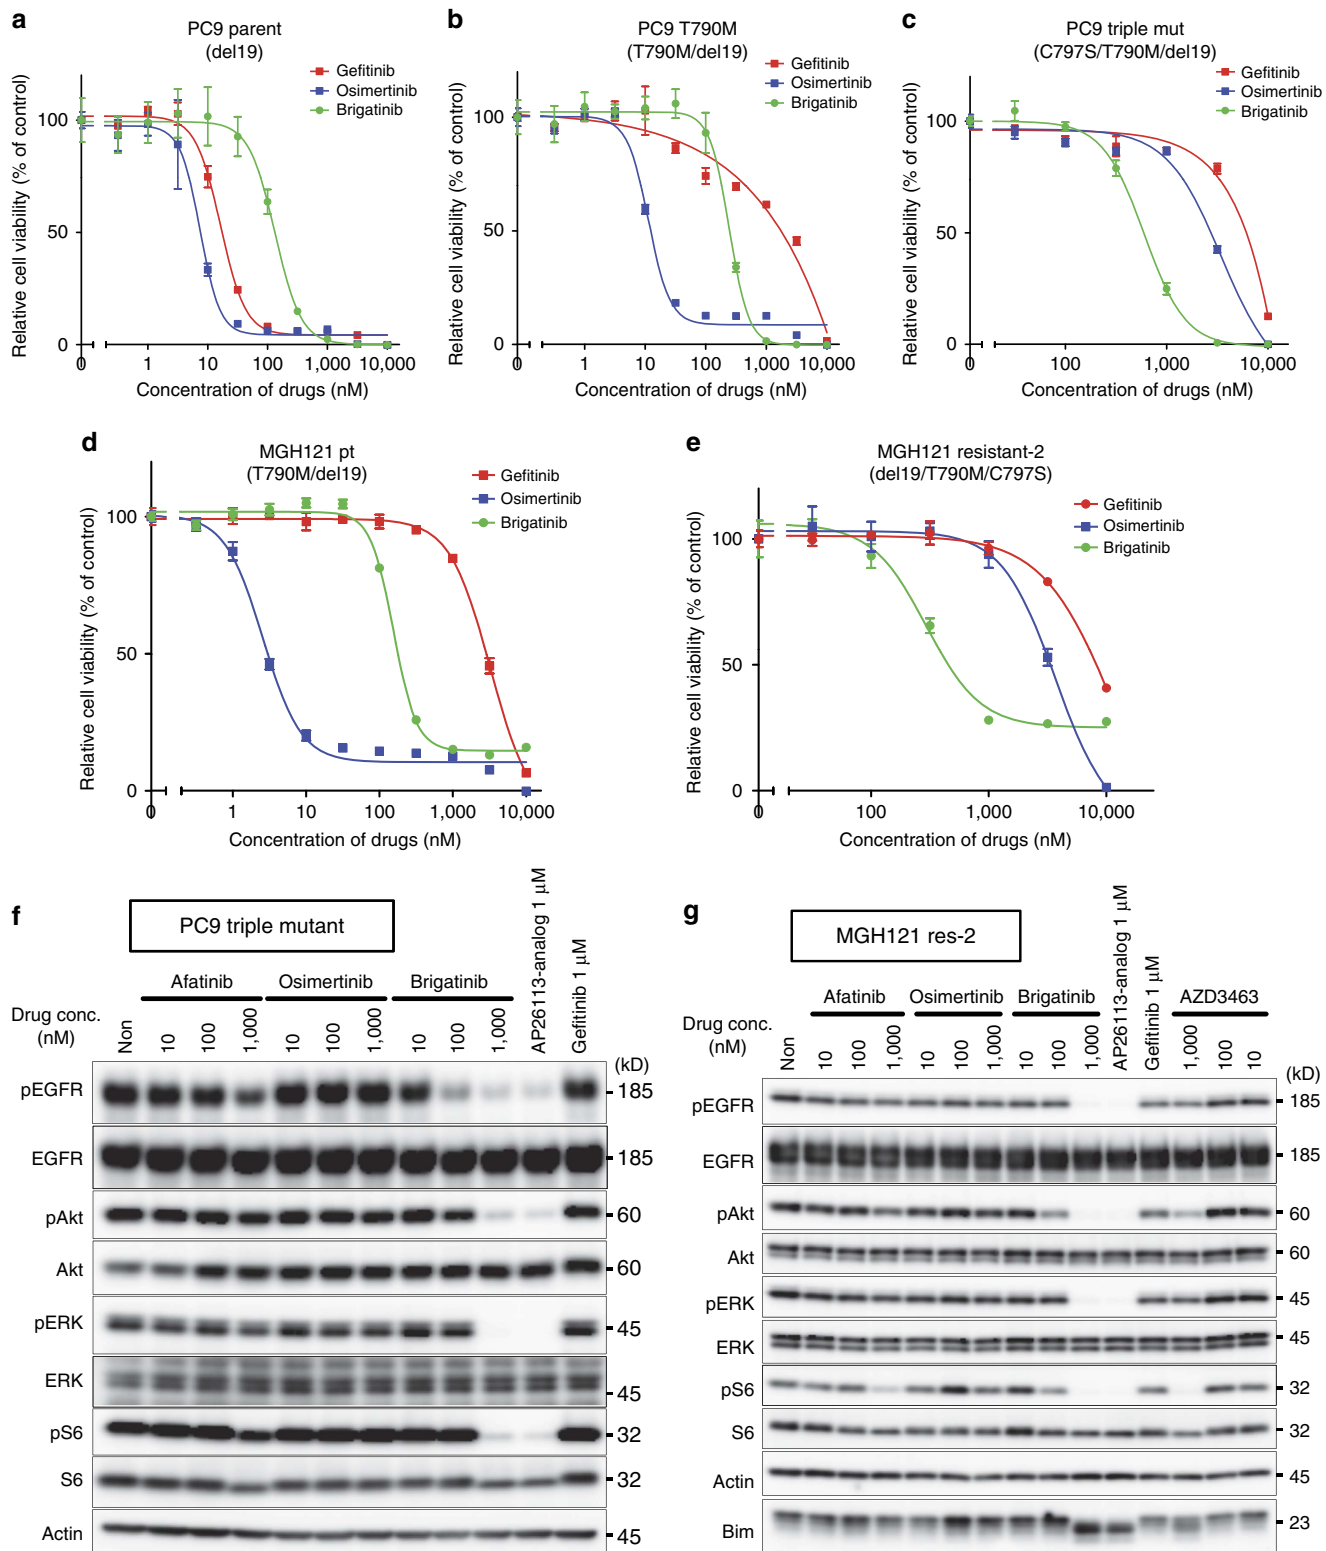 a
PC9 parent
(del19)
Gefitinib
Osimertinib
Brigatinib
Relative cell viability (% of control)
100
50
0
0 1 10 100 1,000 10,000
Concentration of drugs (nM)
b
PC9 T790M
(T790M/del19)
Gefitinib
Osimertinib
Brigatinib
Relative cell viability (% of control)
100
50
0
0 1 10 100 1,000 10,000
Concentration of drugs (nM)
c
PC9 triple mut
(C797S/T790M/del19)
Gefitinib
Osimertinib
Brigatinib
Relative cell viability (% of control)
100
50
0
0 100 1,000 10,000
Concentration of drugs (nM)
d
MGH121 pt
(T790M/del19)
Gefitinib
Osimertinib
Brigatinib
Relative cell viability (% of control)
100
50
0
0 1 10 100 1,000 10,000
Concentration of drugs (nM)
e
MGH121 resistant-2
(del19/T790M/C797S)
Gefitinib
Osimertinib
Brigatinib
Relative cell viability (% of control)
100
50
0
0 100 1,000 10,000
Concentration of drugs (nM)
f
PC9 triple mutant
Afatinib Osimertinib Brigatinib
AP26113-analog 1 μM
Gefitinib 1 μM
Drug conc.
(nM)
Non 10 100 1,000 10 100 1,000 10 100 1,000
(kD)
pEGFR 185
EGFR 185
pAkt 60
Akt 60
pERK 45
ERK 45
pS6 32
S6 32
Actin 45
g
MGH121 res-2
Afatinib Osimertinib Brigatinib
AP26113-analog 1 μM
Gefitinib 1 μM
AZD3463
Drug conc.
(nM)
Non 10 100 1,000 10 100 1,000 10 100 1,000 1,000 100 10
(kD)
pEGFR 185
EGFR 185
pAkt 60
Akt 60
pERK 45
ERK 45
pS6 32
S6 32
Actin 45
Bim 23